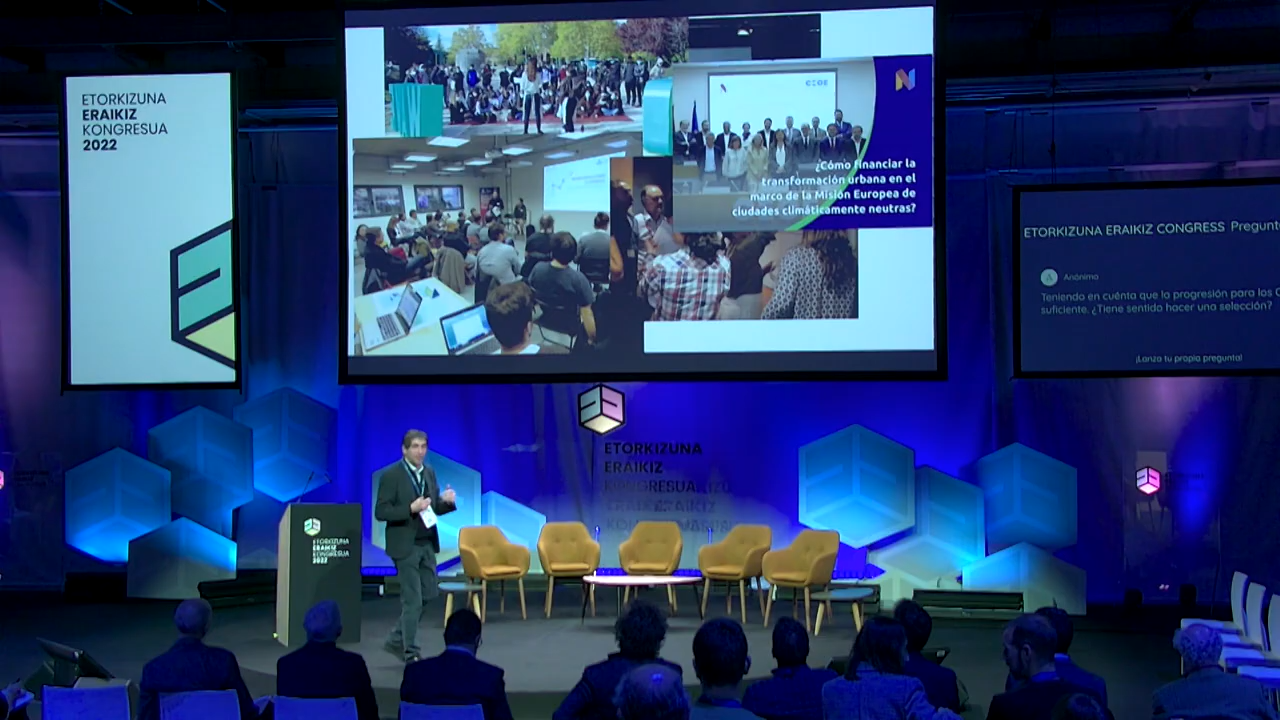 ETORKIZUNA
ERAIKIZ
KONGRESUA
2022
CEOE
¿Cómo financiar la
transformación urbana en el
marco de la Misión Europea de
ciudades climáticamente neutras?
ETORKIZUNA ERAIKIZ CONGRESS Pregunt
Anónimo
Teniendo en cuenta que la progresión para los
suficiente. ¿Tiene sentido hacer una selección?
¡Lanza tu propia pregunta!
ETORKIZUNA
ERAIKIZ
KONGRESUA
ETORKIZUNA
ERAIKIZ
KONGRESUA
2022